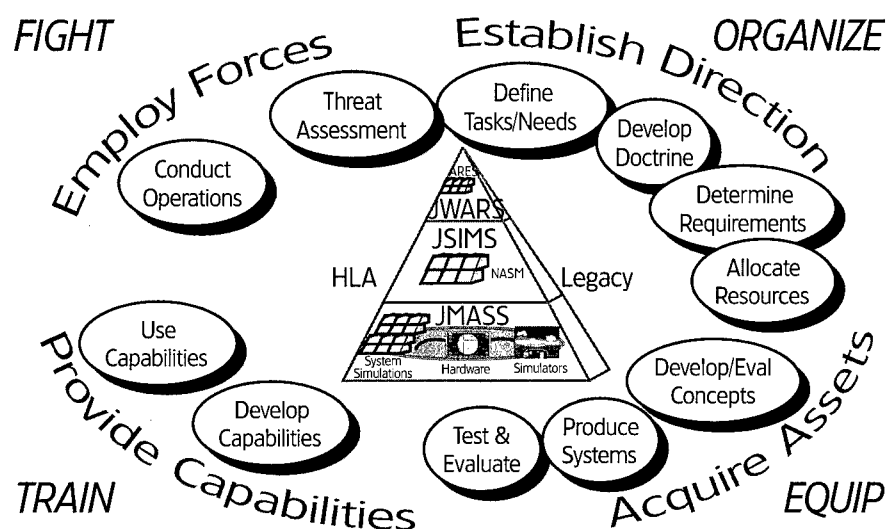 FIGHT
ORGANIZE
Employ Forces
Establish Direction
Threat
Assessment
Define
Tasks/Needs
Develop
Doctrine
Conduct
Operations
Determine
Requirements
Allocate
Resources
ARES
JWARS
JSIMS
NASM
HLA
Legacy
JMASS
System
Simulations
Hardware
Simulators
Use
Capabilities
Develop
Capabilities
Develop/Eval
Concepts
Test &
Evaluate
Produce
Systems
Provide Capabilities
Acquire Assets
TRAIN
EQUIP